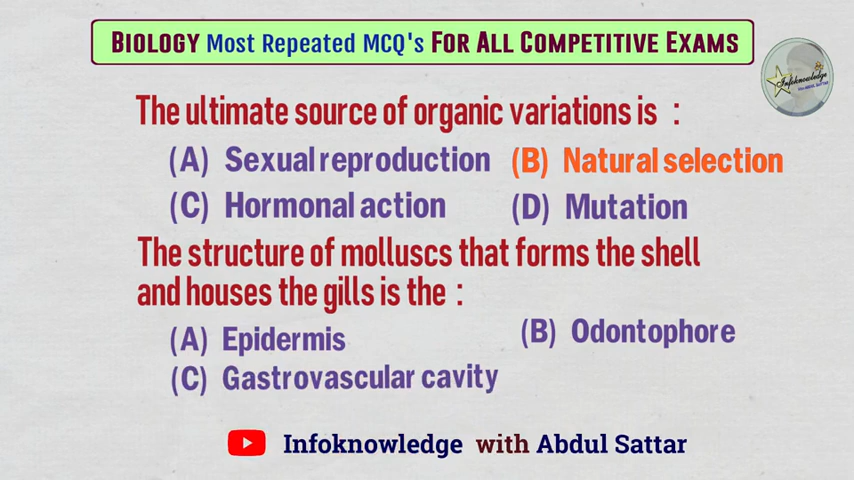 BIOLOGY Most Repeated MCQ's FOR ALL COMPETITIVE EXAMS
Infoknowledge
The ultimate source of organic variations is :
(A) Sexual reproduction (B) Natural selection
(C) Hormonal action (D) Mutation
The structure of molluscs that forms the shell
and houses the gills is the :
(A) Epidermis (B) Odontophore
(C) Gastrovascular cavity
Infoknowledge with Abdul Sattar